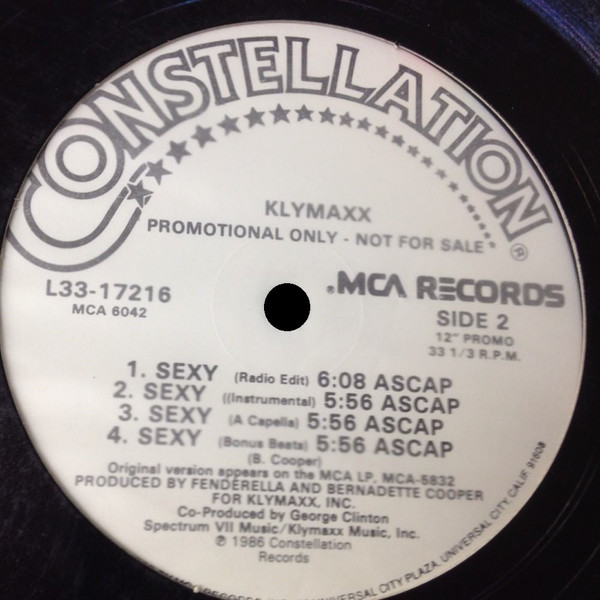 CONSTELLATION®
KLYMAXX
PROMOTIONAL ONLY - NOT FOR SALE
L33-17216
MCA 6042
MCA RECORDS
SIDE 2
12" PROMO
33 1/3 R.P.M.
1. SEXY (Radio Edit) 6:08 ASCAP
2. SEXY ((Instrumental) 5:56 ASCAP
3. SEXY (A Capella) 5:56 ASCAP
4. SEXY (Bonus Beats) 5:56 ASCAP
(B. Cooper)
Original version appears on the MCA LP, MCA-5832
PRODUCED BY FENDERELLA AND BERNADETTE COOPER
FOR KLYMAXX, INC.
Co-Produced by George Clinton
Spectrum VII Music/Klymaxx Music, Inc.
℗ 1986 Constellation
Records
RECORDS, UNIVERSAL CITY PLAZA, UNIVERSAL CITY, CALIF. 91608